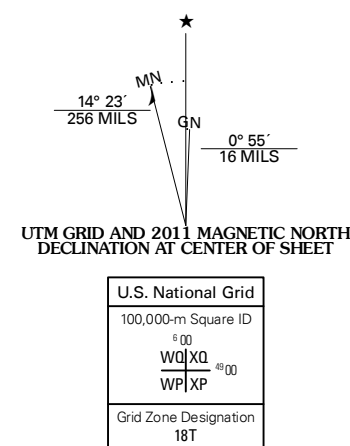 ★
MN
14° 23´
256 MILS
GN
0° 55´
16 MILS
UTM GRID AND 2011 MAGNETIC NORTH
DECLINATION AT CENTER OF SHEET
U.S. National Grid
100,000-m Square ID
6 00
WQ XQ
49 00
WP XP
Grid Zone Designation
18T